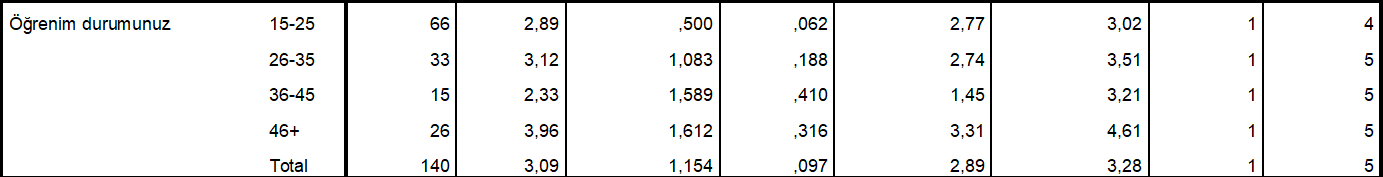 Öğrenim durumunuz 15-25 66 2,89 ,500 ,062 2,77 3,02 1 4
26-35 33 3,12 1,083 ,188 2,74 3,51 1 5
36-45 15 2,33 1,589 ,410 1,45 3,21 1 5
46+ 26 3,96 1,612 ,316 3,31 4,61 1 5
Total 140 3,09 1,154 ,097 2,89 3,28 1 5